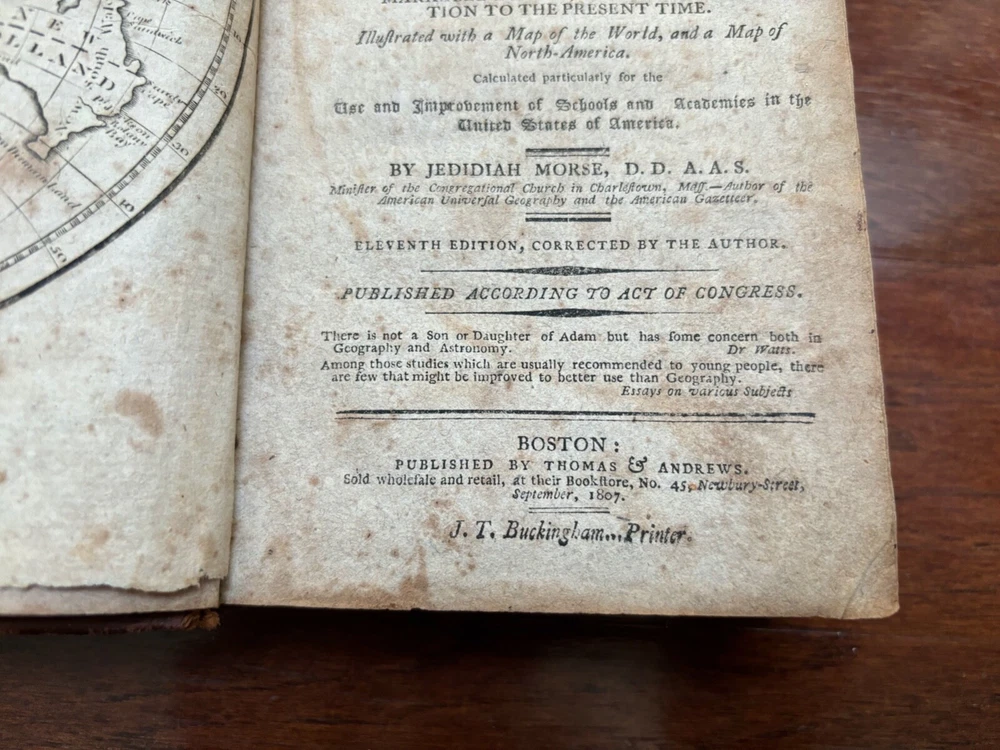 TION TO THE PRESENT TIME.
Illuſtrated with a Map of the World, and a Map of
North-America.
Calculated particularly for the
Uſe and Improvement of Schools and Academies in the
United States of America.
BY JEDIDIAH MORSE, D. D. A. A. S.
Miniſter of the Congregational Church in Charleſtown, Maſſ.—Author of the
American Univerſal Geography and the American Gazetteer.
ELEVENTH EDITION, CORRECTED BY THE AUTHOR.
PUBLISHED ACCORDING TO ACT OF CONGRESS.
There is not a Son or Daughter of Adam but has ſome concern both in
Geography and Astronomy. Dr Watts.
Among those studies which are usually recommended to young people, there
are few that might be improved to better use than Geography.
Essays on various Subjects
BOSTON:
PUBLISHED BY THOMAS & ANDREWS.
Sold wholeſale and retail, at their Bookſtore, No. 45, Newbury-Street,
September, 1807.
J. T. Buckingham...Printer.
Sandwich
Botany
Bay
30
40
50